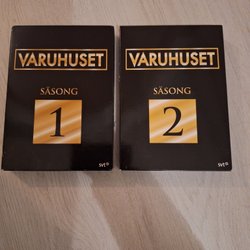 VARUHUSET
SÄSONG
1
svt
VARUHUSET
SÄSONG
2
svt